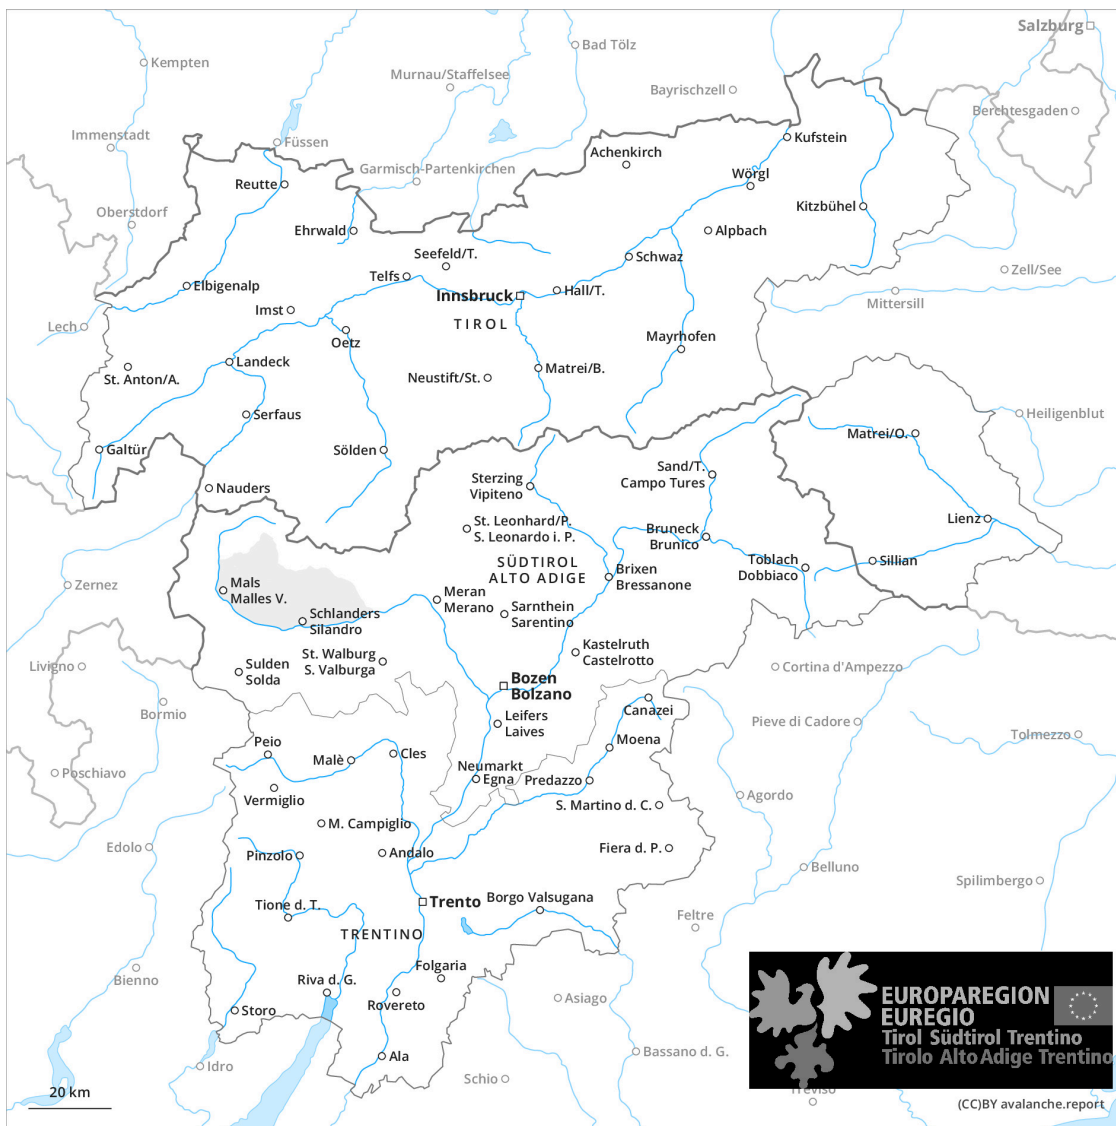 Salzburg
Bad Tölz
Kempten
Murnau/Staffelsee
Bayrischzell
Berchtesgaden
Immenstadt
Füssen
Kufstein
Achenkirch
Garmisch-Partenkirchen
Wörgl
Reutte
Kitzbühel
Oberstdorf
Ehrwald
Alpbach
Seefeld/T.
Schwaz
Zell/See
Telfs
Elbigenalp
Innsbruck
Hall/T.
Mittersill
Imst
TIROL
Lech
Oetz
Mayrhofen
Landeck
Matrei/B.
St. Anton/A.
Neustift/St.
Serfaus
Heiligenblut
Matrei/O.
Galtür
Sölden
Sand/T.
Campo Tures
Sterzing
Vipiteno
Nauders
Lienz
St. Leonhard/P.
S. Leonardo i. P.
Bruneck
Brunico
SÜDTIROL
ALTO ADIGE
Toblach
Dobbiaco
Sillian
Brixen
Bressanone
Zernez
Mals
Malles V.
Meran
Merano
Sarnthein
Sarentino
Schlanders
Silandro
Kastelruth
Castelrotto
St. Walburg
S. Valburga
Livigno
Sulden
Solda
Cortina d'Ampezzo
Bozen
Bolzano
Bormio
Canazei
Leifers
Laives
Pieve di Cadore
Tolmezzo
Peio
Moena
Malè
Cles
Neumarkt
Egna
Poschiavo
Predazzo
Vermiglio
Agordo
S. Martino d. C.
M. Campiglio
Edolo
Pinzolo
Andalo
Fiera d. P.
Belluno
Spilimbergo
Tione d. T.
Trento
Borgo Valsugana
Feltre
TRENTINO
Folgaria
Bienno
Riva d. G.
Rovereto
Asiago
Storo
EUROPAREGION
EUREGIO
Tirol Südtirol Trentino
Tirolo Alto Adige Trentino
Ala
Bassano d. G.
Idro
Schio
Treviso
20 km
(CC)BY avalanche.report